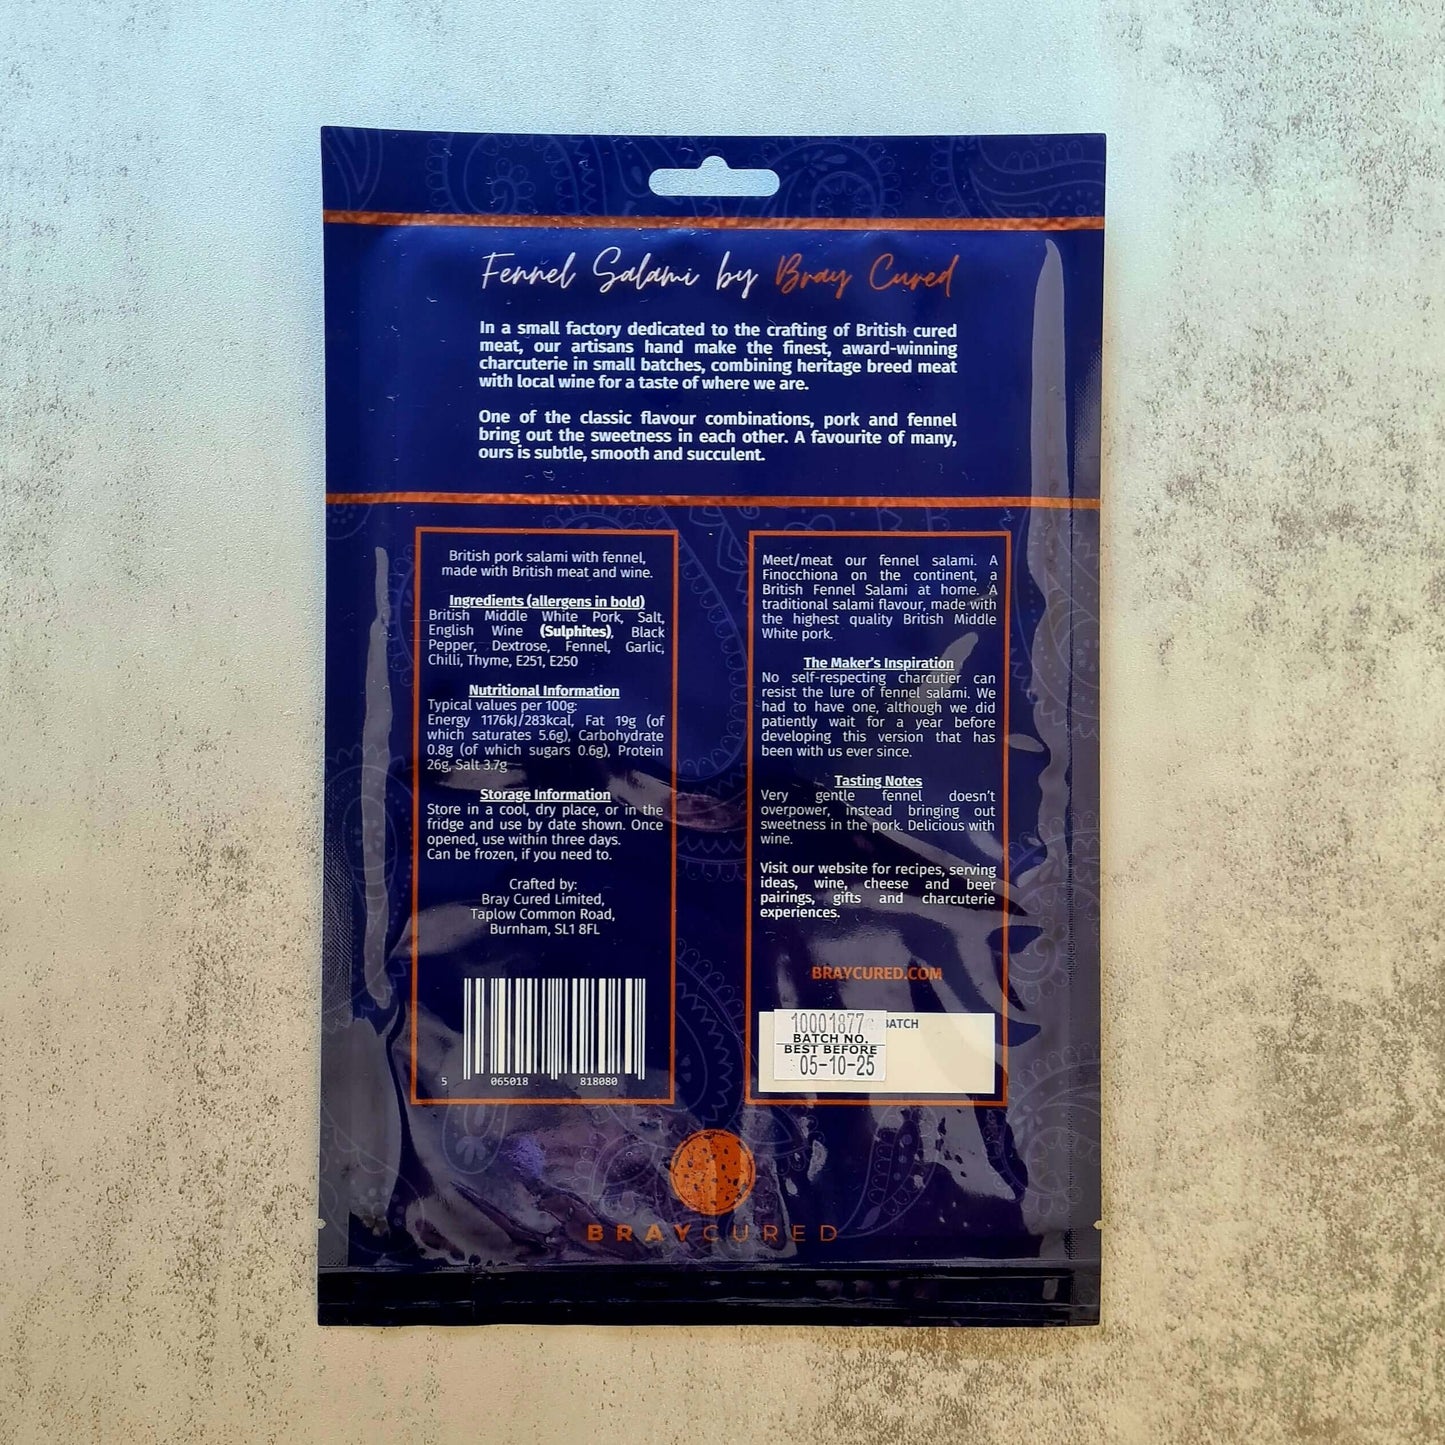 Fennel Salami by Bray Cured
In a small factory dedicated to the crafting of British cured
meat, our artisans hand make the finest, award-winning
charcuterie in small batches, combining heritage breed meat
with local wine for a taste of where we are.
One of the classic flavour combinations, pork and fennel
bring out the sweetness in each other. A favourite of many,
ours is subtle, smooth and succulent.
British pork salami with fennel,
made with British meat and wine.
Ingredients (allergens in bold)
British Middle White Pork, Salt,
English Wine (Sulphites), Black
Pepper, Dextrose, Fennel, Garlic,
Chilli, Thyme, E251, E250
Nutritional Information
Typical values per 100g:
Energy 1176kJ/283kcal, Fat 19g (of
which saturates 5.6g), Carbohydrate
0.8g (of which sugars 0.6g), Protein
26g, Salt 3.7g
Storage Information
Store in a cool, dry place, or in the
fridge and use by date shown. Once
opened, use within three days.
Can be frozen, if you need to.
Crafted by:
Bray Cured Limited,
Taplow Common Road,
Burnham, SL1 8FL
5 065018 818080
Meet/meat our fennel salami. A
Finocchiona on the continent, a
British Fennel Salami at home. A
traditional salami flavour, made with
the highest quality British Middle
White pork.
The Maker's Inspiration
No self-respecting charcutier can
resist the lure of fennel salami. We
had to have one, although we did
patiently wait for a year before
developing this version that has
been with us ever since.
Tasting Notes
Very gentle fennel doesn't
overpower, instead bringing out
sweetness in the pork. Delicious with
wine.
Visit our website for recipes, serving
ideas, wine, cheese and beer
pairings, gifts and charcuterie
experiences.
BRAYCURED.COM
10001877 BATCH
BATCH NO.
BEST BEFORE
05-10-25
BRAYCURED